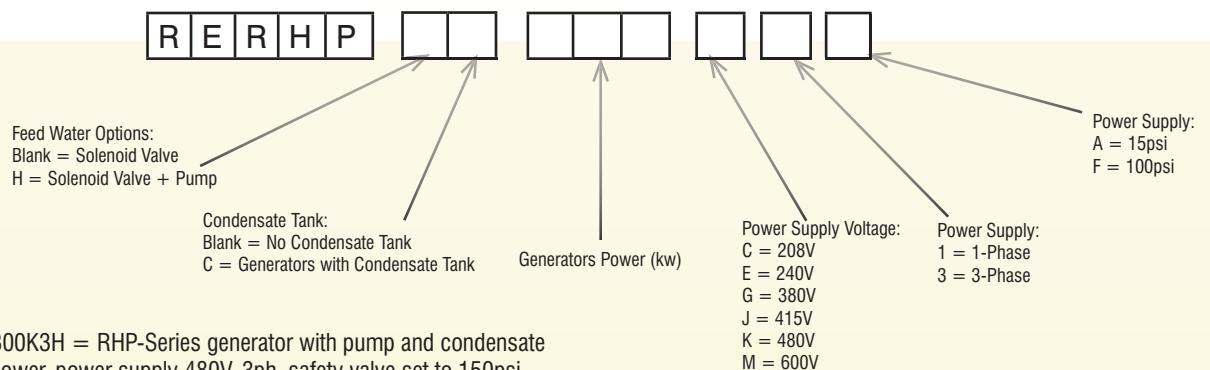 R E R H P
Feed Water Options:
Blank = Solenoid Valve
H = Solenoid Valve + Pump
Condensate Tank:
Blank = No Condensate Tank
C = Generators with Condensate Tank
Generators Power (kw)
Power Supply Voltage:
C = 208V
E = 240V
G = 380V
J = 415V
K = 480V
M = 600V
Power Supply:
1 = 1-Phase
3 = 3-Phase
Power Supply:
A = 15psi
F = 100psi
00K3H = RHP-Series generator with pump and condensate
power supply 480V, 3ph, safety valve set to 150psi